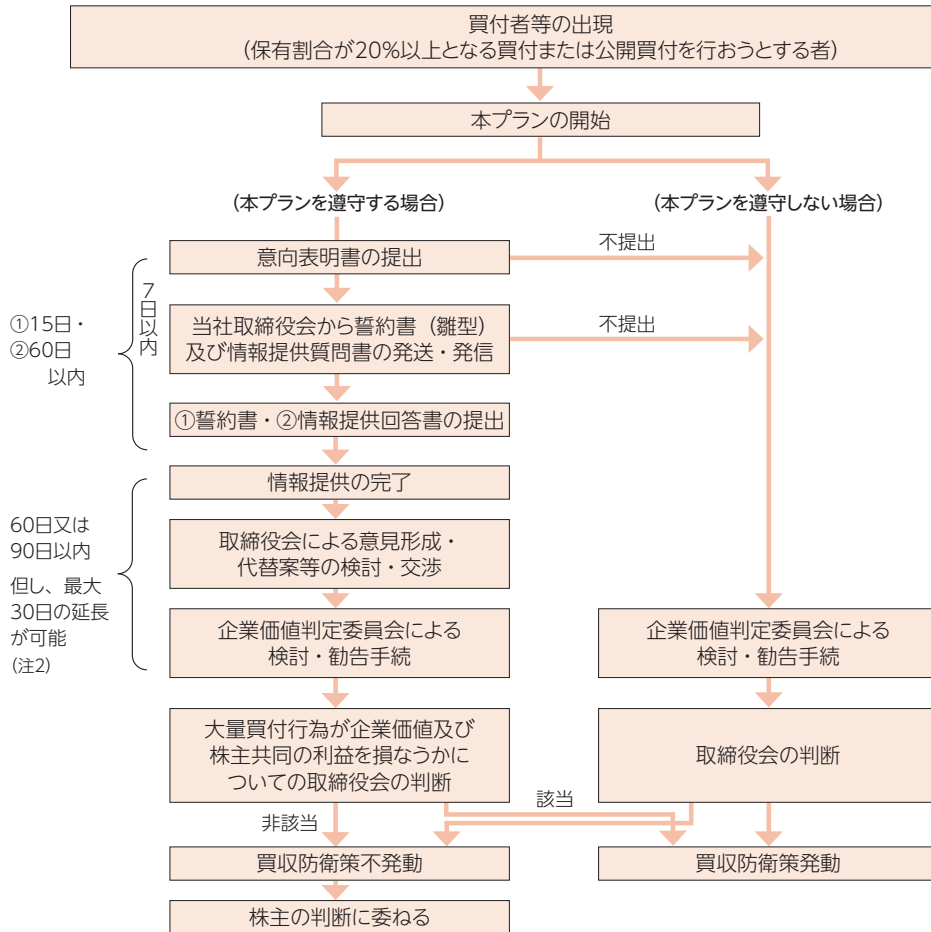 買付者等の出現
(保有割合が20%以上となる買付または公開買付を行おうとする者)
本プランの開始
(本プランを遵守する場合)
(本プランを遵守しない場合)
意向表明書の提出
不提出
7日以内
①15日・
②60日
以内
当社取締役会から誓約書(雛型)
及び情報提供質問書の発送・発信
不提出
①誓約書・②情報提供回答書の提出
情報提供の完了
60日又は
90日以内
但し、最大
30日の延長
が可能
(注2)
取締役会による意見形成・
代替案等の検討・交渉
企業価値判定委員会による
検討・勧告手続
企業価値判定委員会による
検討・勧告手続
大量買付行為が企業価値及び
株主共同の利益を損なうかに
ついての取締役会の判断
取締役会の判断
該当
非該当
買収防衛策不発動
買収防衛策発動
株主の判断に委ねる